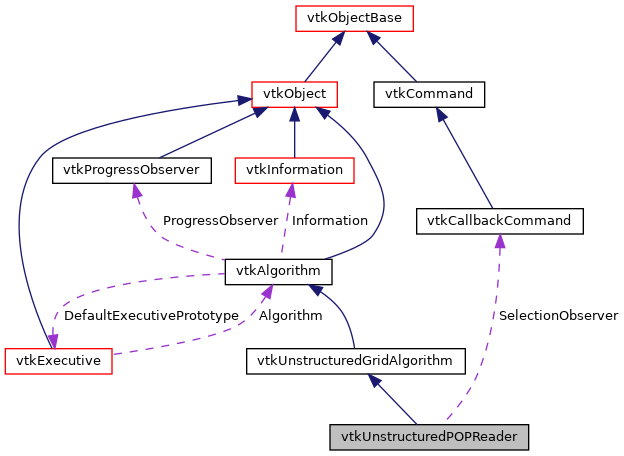 vtkObjectBase
vtkObject
vtkCommand
vtkProgressObserver
vtkInformation
vtkCallbackCommand
ProgressObserver
Information
vtkAlgorithm
DefaultExecutivePrototype
Algorithm
SelectionObserver
vtkExecutive
vtkUnstructuredGridAlgorithm
vtkUnstructuredPOPReader